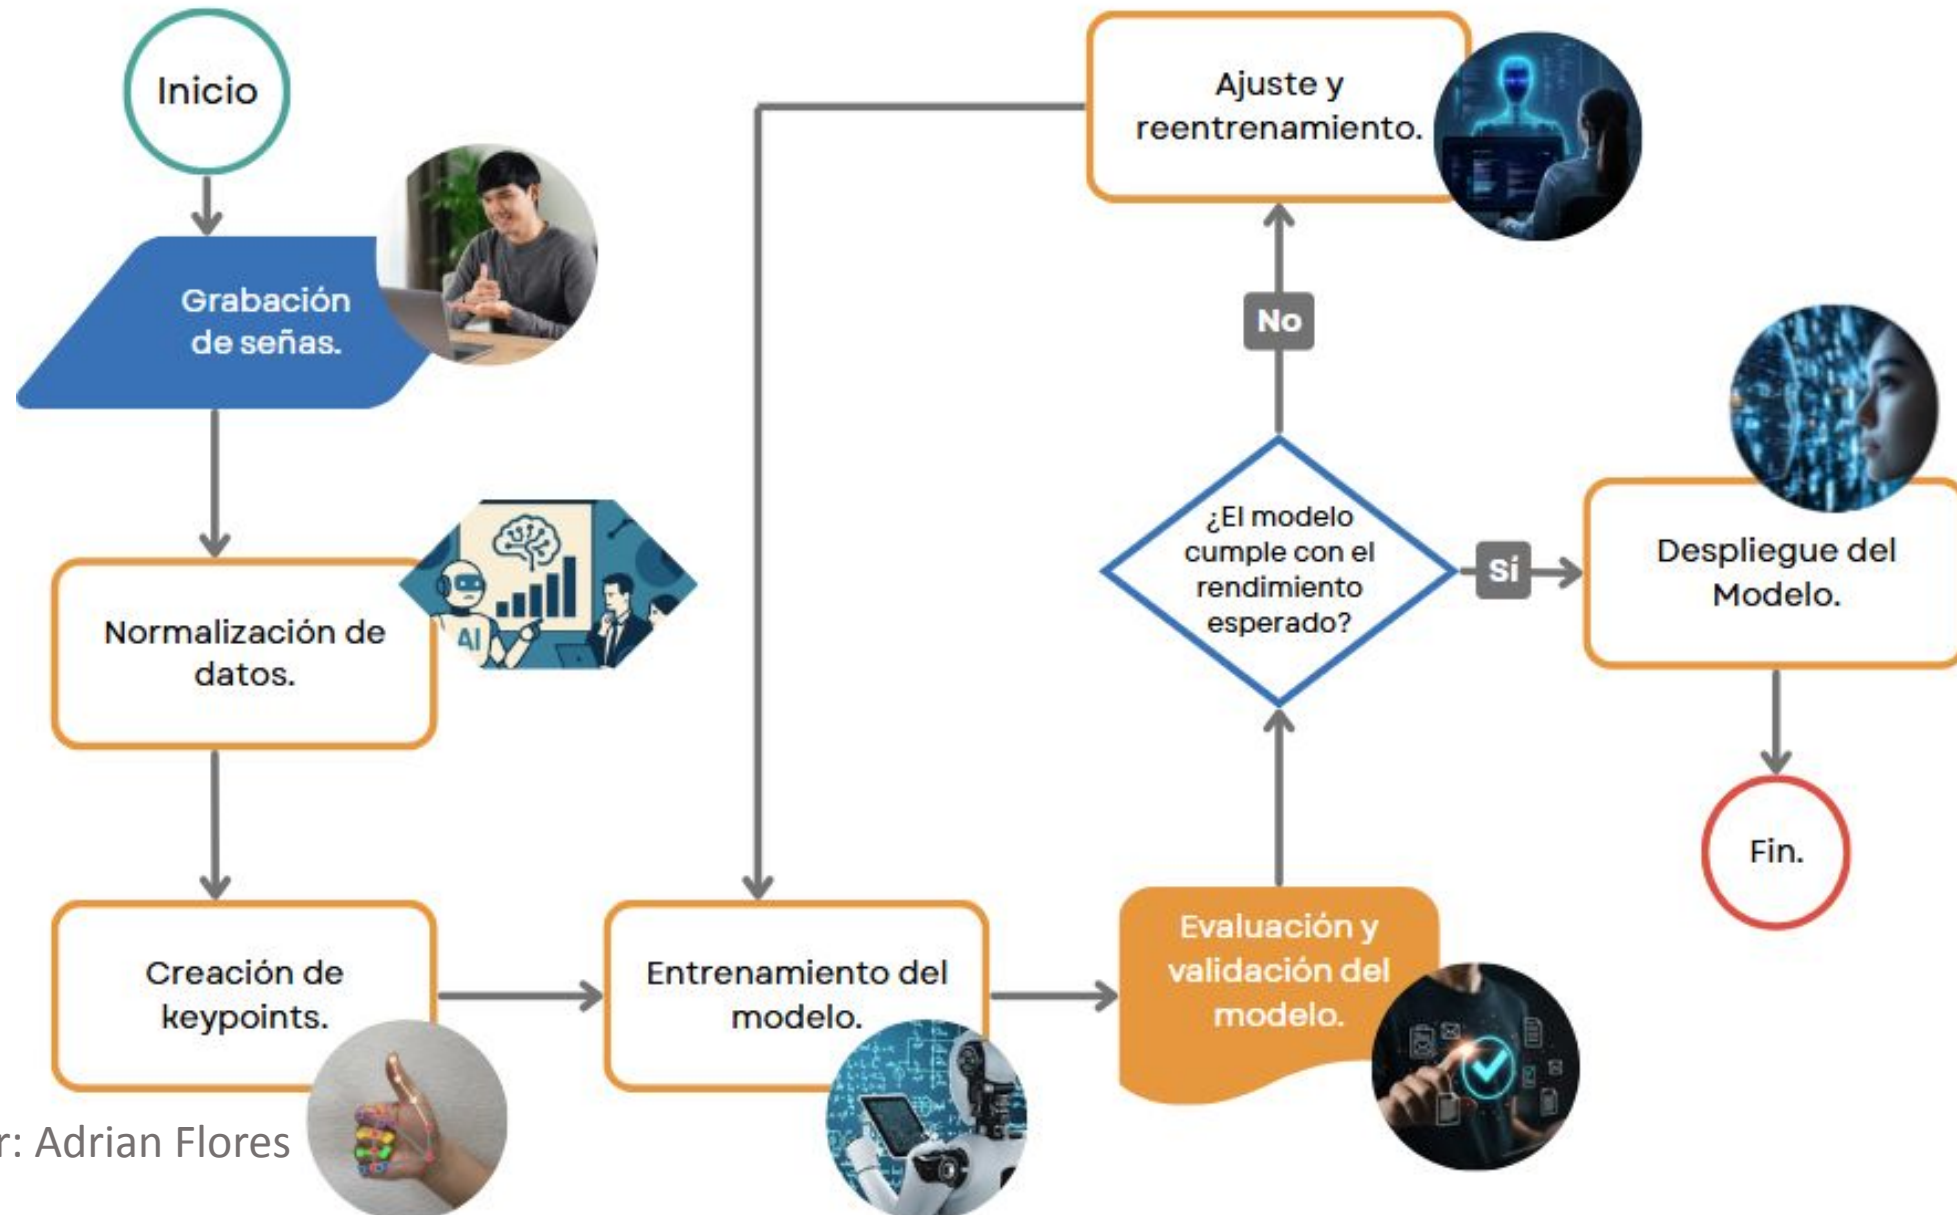 Inicio
Grabación
de señas.
Normalización de
datos.
Creación de
keypoints.
Entrenamiento del
modelo.
Evaluación y
validación del
modelo.
¿El modelo
cumple con el
rendimiento
esperado?
No
Ajuste y
reentrenamiento.
Sí
Despliegue del
Modelo.
Fin.
AI
r: Adrian Flores